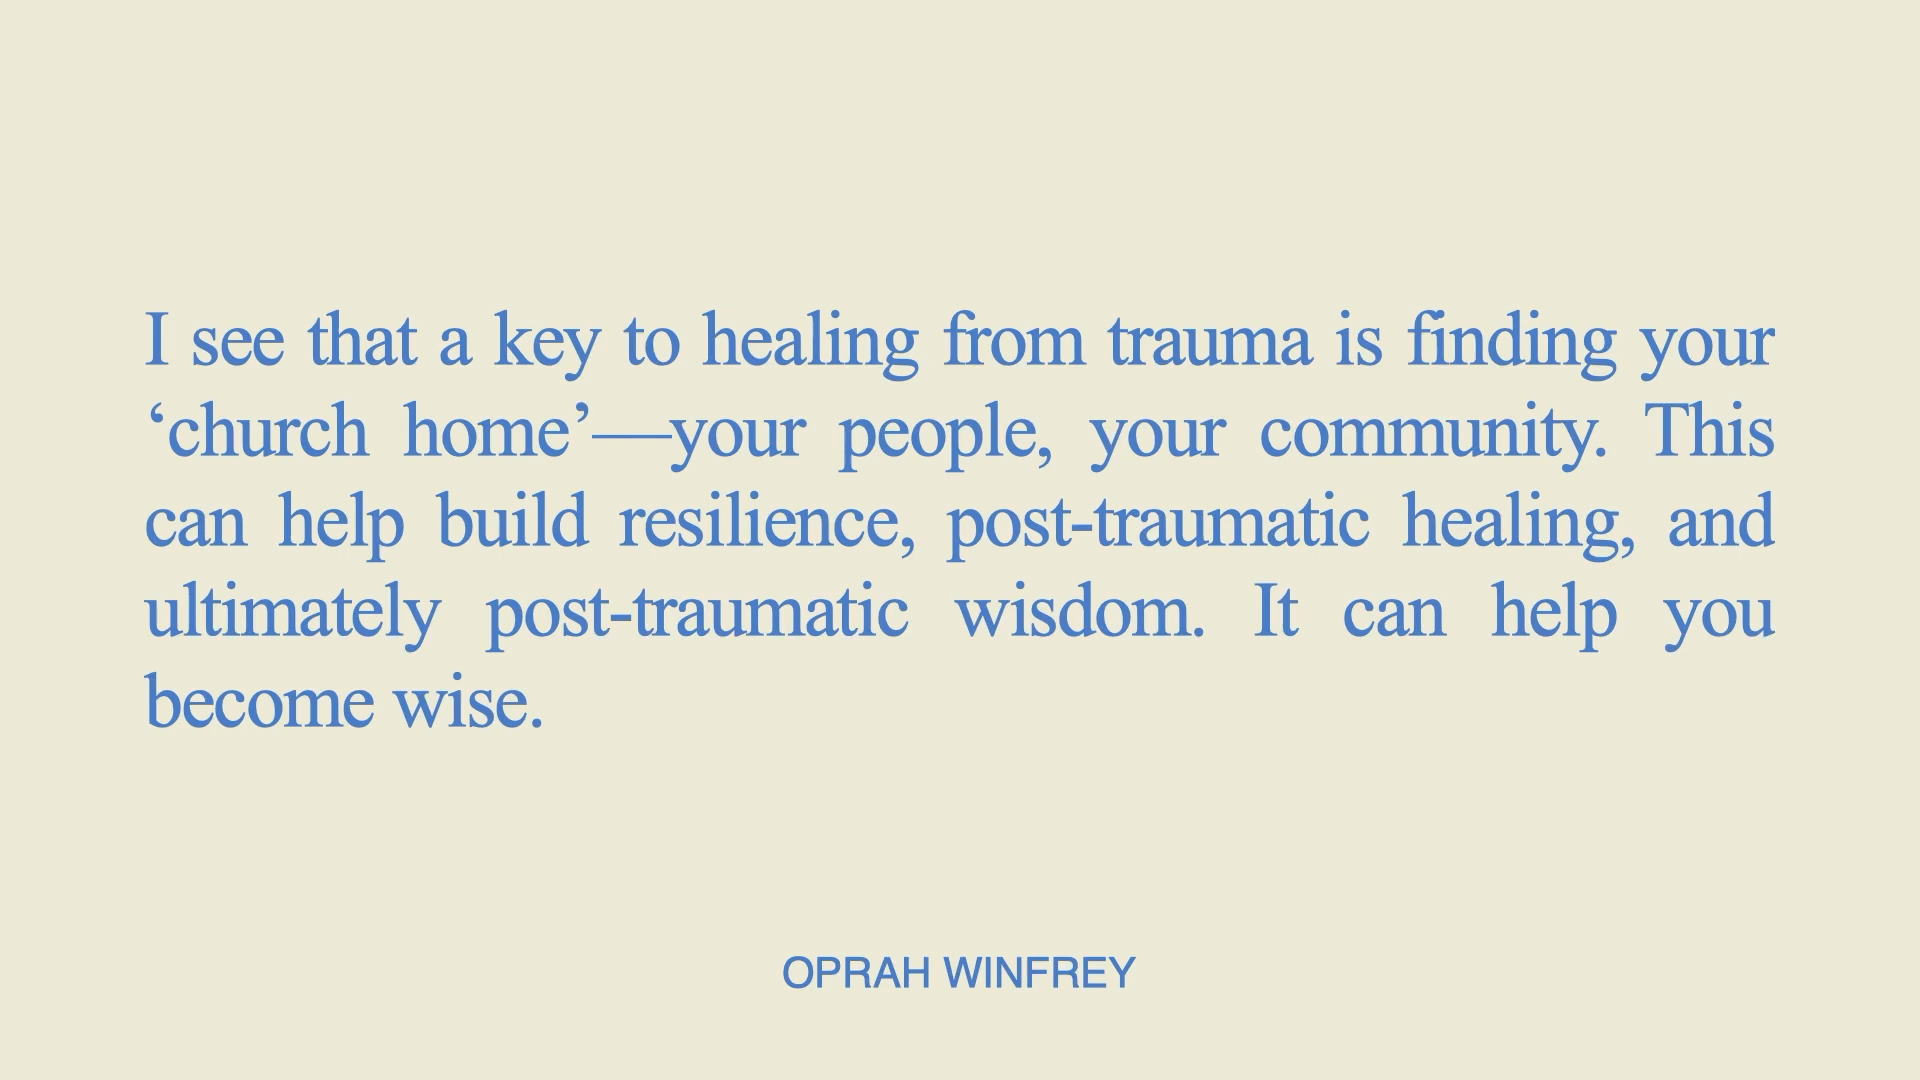 I see that a key to healing from trauma is finding your
‘church home’—your people, your community. This
can help build resilience, post-traumatic healing, and
ultimately post-traumatic wisdom. It can help you
become wise.
OPRAH WINFREY